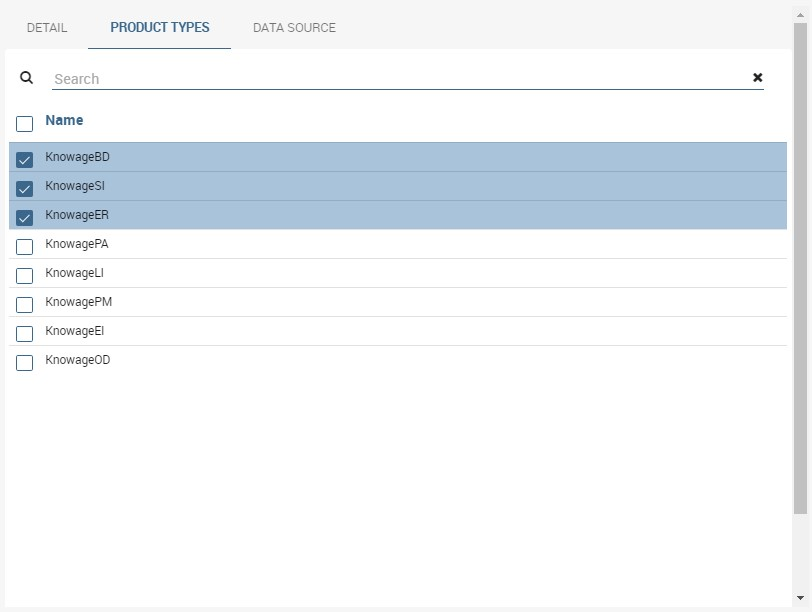 DETAIL PRODUCT TYPES DATA SOURCE
Search
Name
KnowageBD
KnowageSI
KnowageER
KnowagePA
KnowageLI
KnowagePM
KnowageEI
KnowageOD